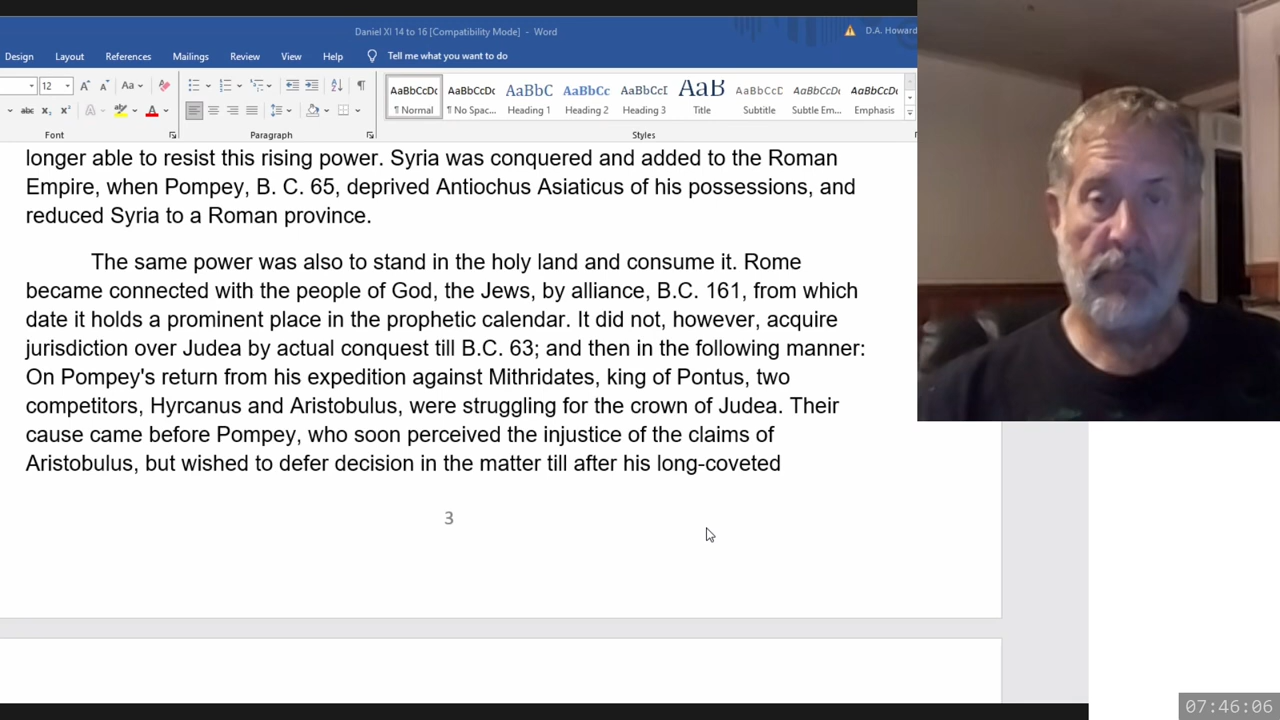 Daniel XI 14 to 16 [Compatibility Mode] - Word
D.A. Howard
Design Layout References Mailings Review View Help Tell me what you want to do
12 Aa
AaBbCcDc AaBbCcDc AaBbC AaBbCc AaBbCcD AaB AaBbCcD AaBbCcDc AaBbCcDc
¶ Normal ¶ No Spac... Heading 1 Heading 2 Heading 3 Title Subtitle Subtle Em... Emphasis
Font Paragraph Styles
longer able to resist this rising power. Syria was conquered and added to the Roman
Empire, when Pompey, B. C. 65, deprived Antiochus Asiaticus of his possessions, and
reduced Syria to a Roman province.
The same power was also to stand in the holy land and consume it. Rome
became connected with the people of God, the Jews, by alliance, B.C. 161, from which
date it holds a prominent place in the prophetic calendar. It did not, however, acquire
jurisdiction over Judea by actual conquest till B.C. 63; and then in the following manner:
On Pompey's return from his expedition against Mithridates, king of Pontus, two
competitors, Hyrcanus and Aristobulus, were struggling for the crown of Judea. Their
cause came before Pompey, who soon perceived the injustice of the claims of
Aristobulus, but wished to defer decision in the matter till after his long-coveted
3
07:46:06